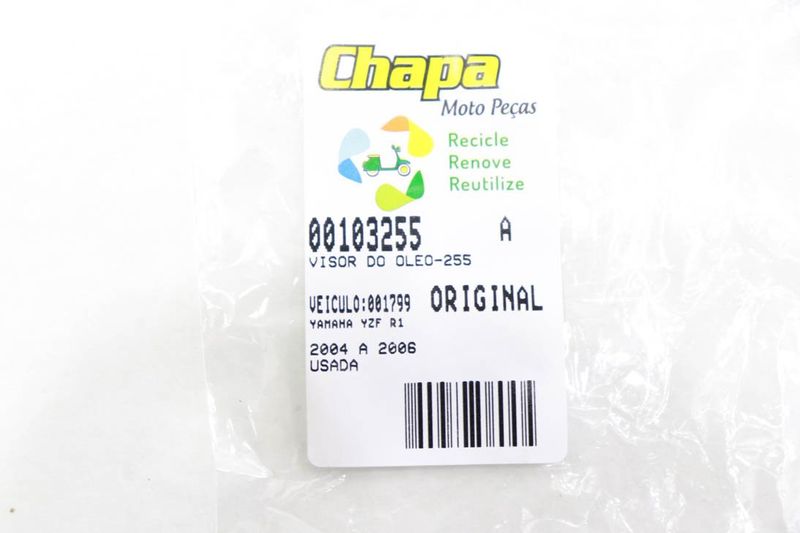 Chapa
Moto Peças
Recicle
Renove
Reutilize
00103255 A
VISOR DO OLEO-255
VEICULO:001799 ORIGINAL
YAMAHA YZF R1
2004 A 2006
USADA